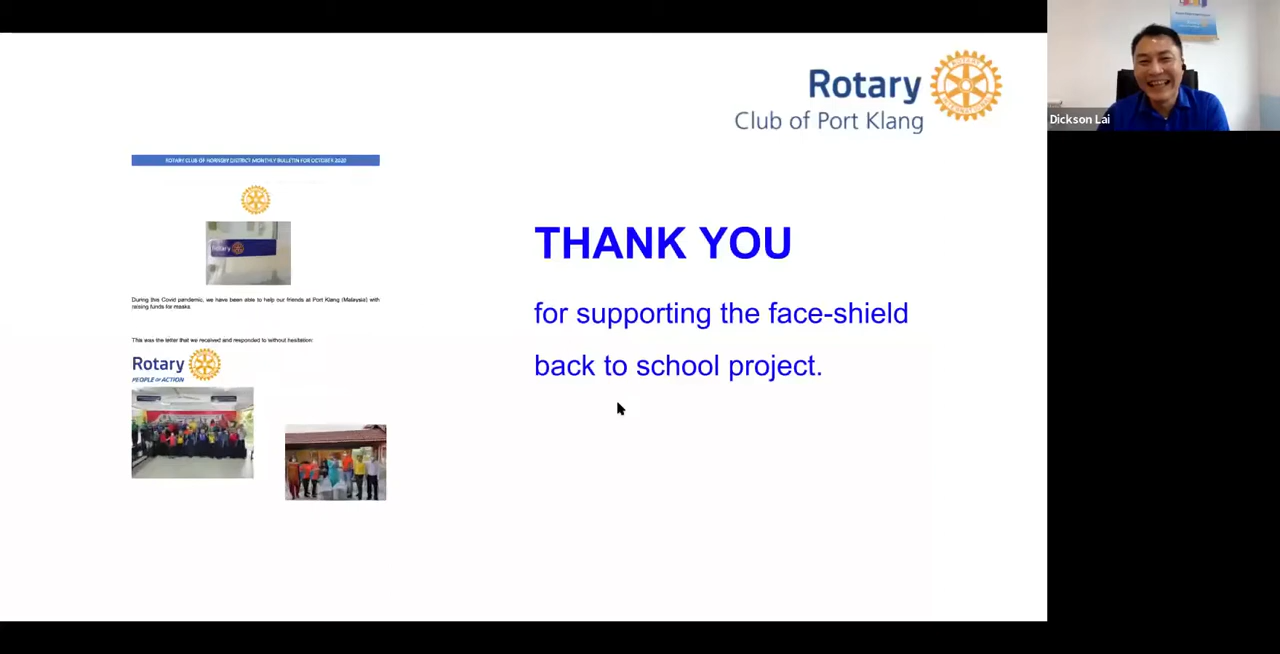 Rotary
Club of Port Klang
Dickson Lai
ROTARY CLUB OF HORNSBY DISTRICT MONTHLY BULLETIN FOR OCTOBER 2020
Rotary
During this Covid pandemic, we have been able to help our friends at Port Klang (Malaysia) with
raising funds for masks.
This was the letter that we received and responded to without hesitation:
Rotary
PEOPLE OF ACTION
THANK YOU
for supporting the face-shield
back to school project.